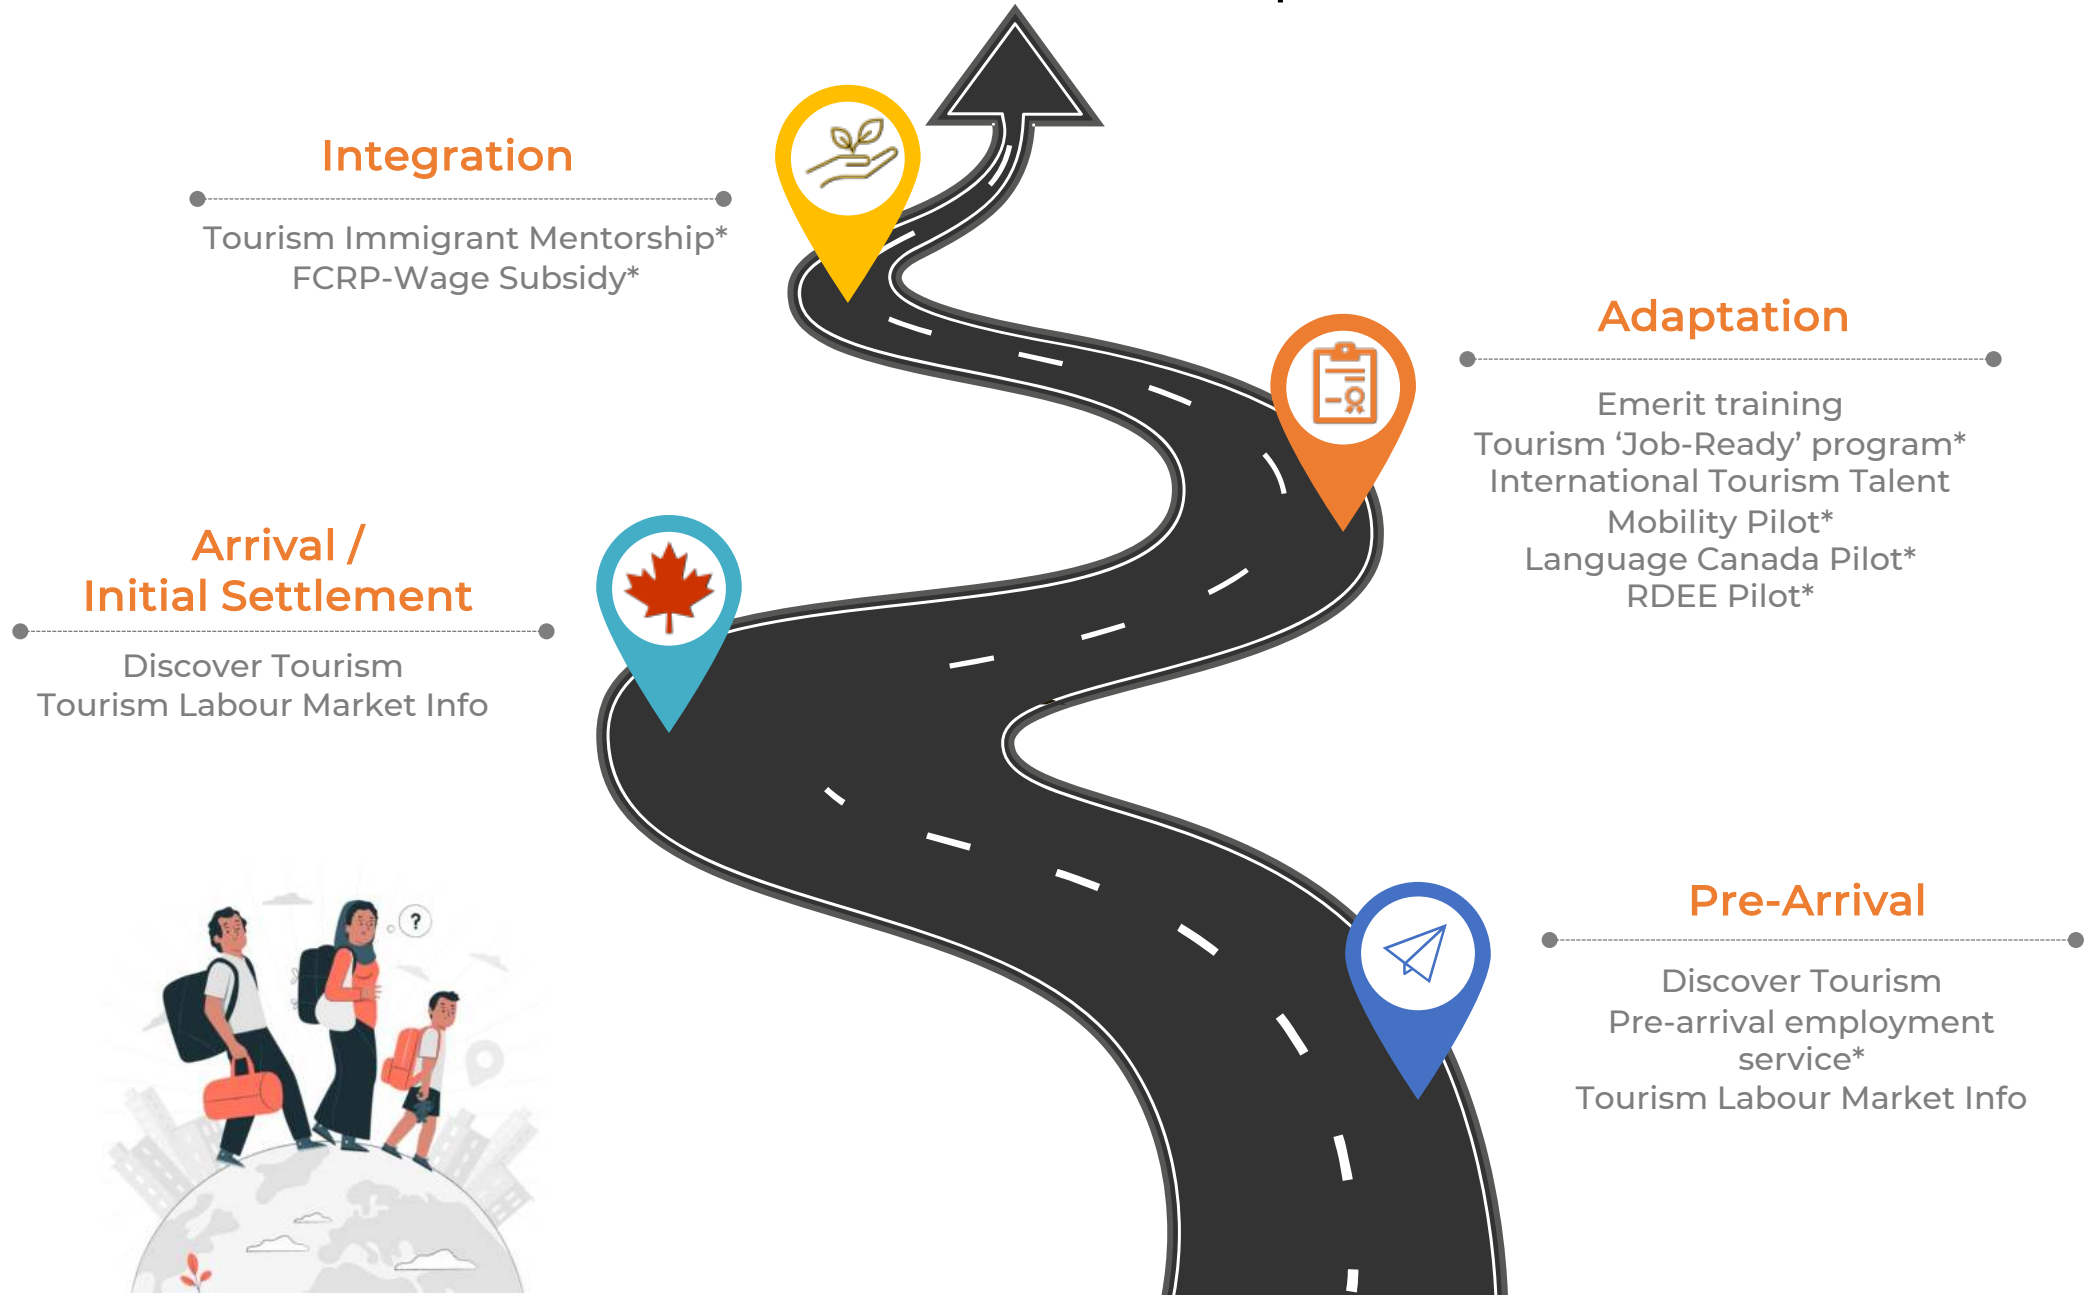 Integration
Tourism Immigrant Mentorship*
FCRP-Wage Subsidy*
Adaptation
Emerit training
Tourism ‘Job-Ready’ program*
International Tourism Talent
Mobility Pilot*
Language Canada Pilot*
RDEE Pilot*
Arrival /
Initial Settlement
Discover Tourism
Tourism Labour Market Info
?
Pre-Arrival
Discover Tourism
Pre-arrival employment
service*
Tourism Labour Market Info